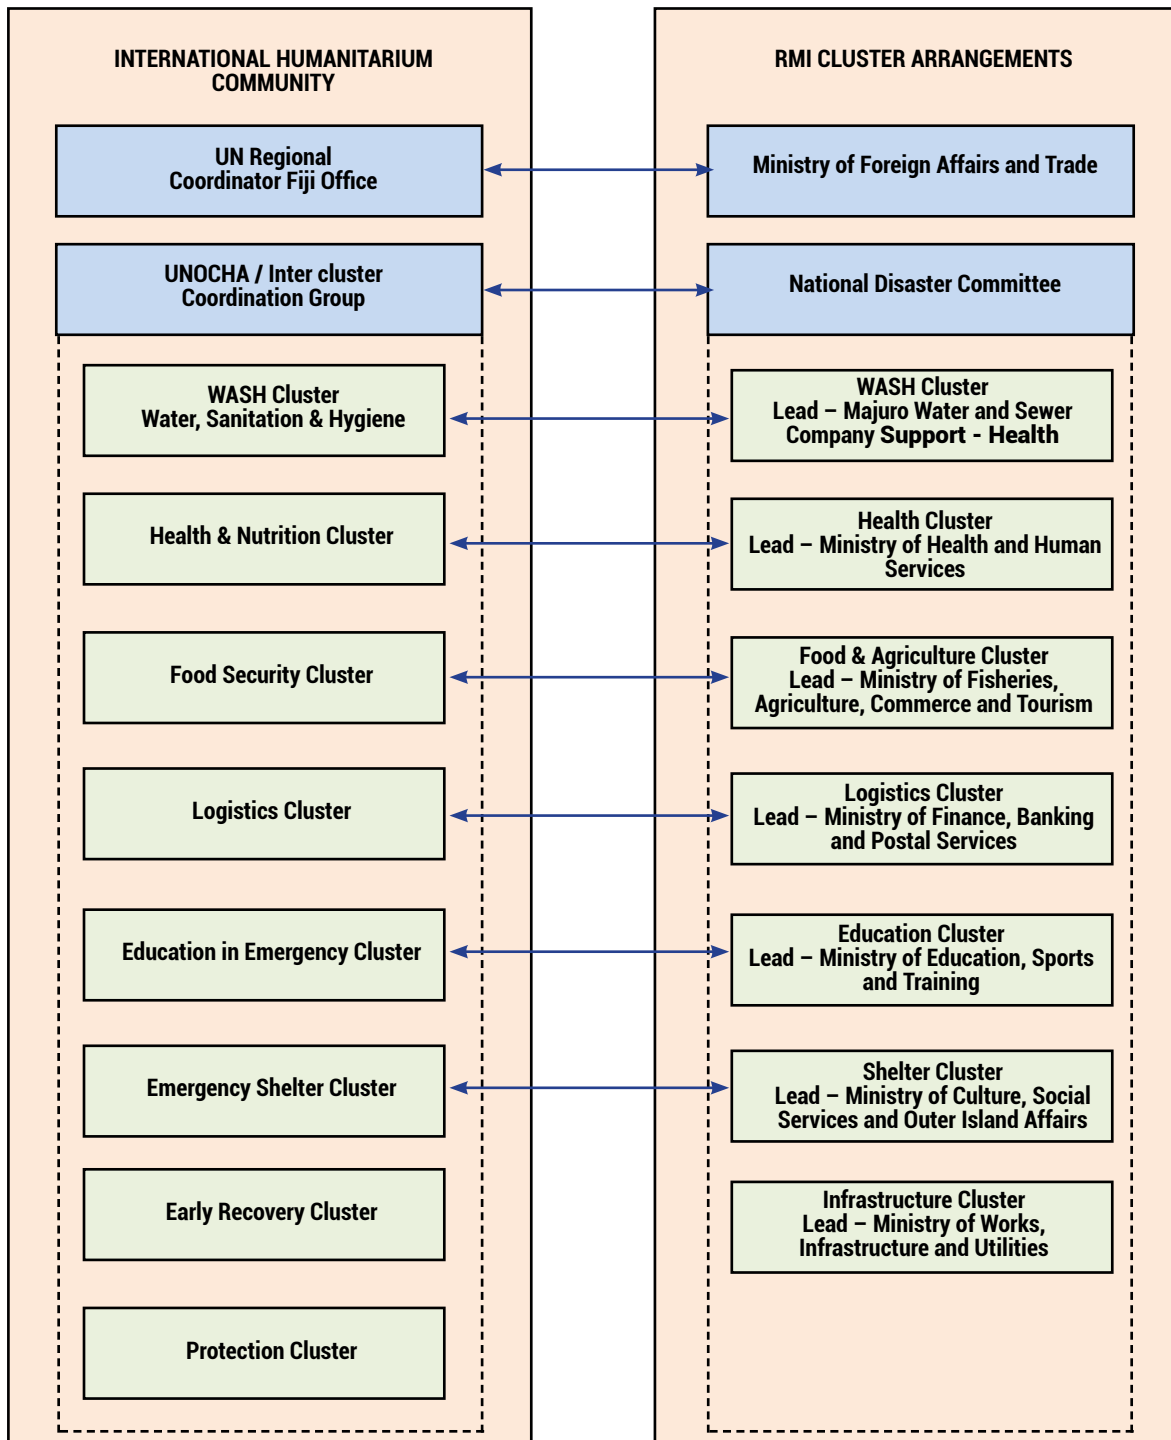 INTERNATIONAL HUMANITARIUM
COMMUNITY
UN Regional
Coordinator Fiji Office
UNOCHA / Inter cluster
Coordination Group
WASH Cluster
Water, Sanitation & Hygiene
Health & Nutrition Cluster
Food Security Cluster
Logistics Cluster
Education in Emergency Cluster
Emergency Shelter Cluster
Early Recovery Cluster
Protection Cluster
RMI CLUSTER ARRANGEMENTS
Ministry of Foreign Affairs and Trade
National Disaster Committee
WASH Cluster
Lead – Majuro Water and Sewer
Company Support - Health
Health Cluster
Lead – Ministry of Health and Human
Services
Food & Agriculture Cluster
Lead – Ministry of Fisheries,
Agriculture, Commerce and Tourism
Logistics Cluster
Lead – Ministry of Finance, Banking
and Postal Services
Education Cluster
Lead – Ministry of Education, Sports
and Training
Shelter Cluster
Lead – Ministry of Culture, Social
Services and Outer Island Affairs
Infrastructure Cluster
Lead – Ministry of Works,
Infrastructure and Utilities